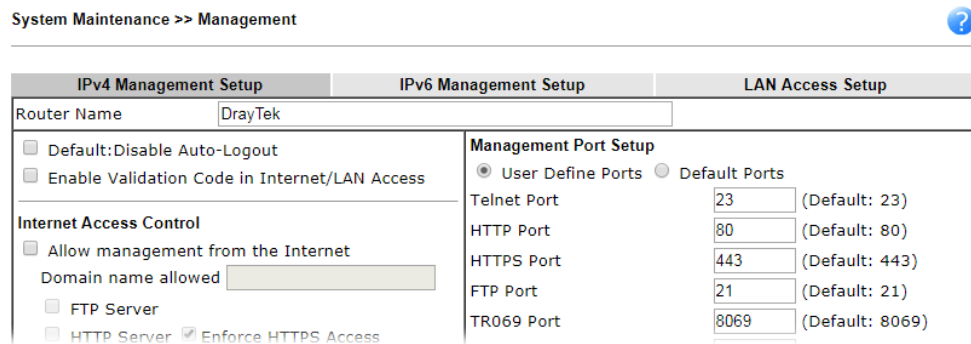 System Maintenance >> Management
?
IPv4 Management Setup IPv6 Management Setup LAN Access Setup
Router Name DrayTek
Default:Disable Auto-Logout
Enable Validation Code in Internet/LAN Access
Internet Access Control
Allow management from the Internet
Domain name allowed
FTP Server
HTTP Server Enforce HTTPS Access
Management Port Setup
User Define Ports Default Ports
Telnet Port 23 (Default: 23)
HTTP Port 80 (Default: 80)
HTTPS Port 443 (Default: 443)
FTP Port 21 (Default: 21)
TR069 Port 8069 (Default: 8069)